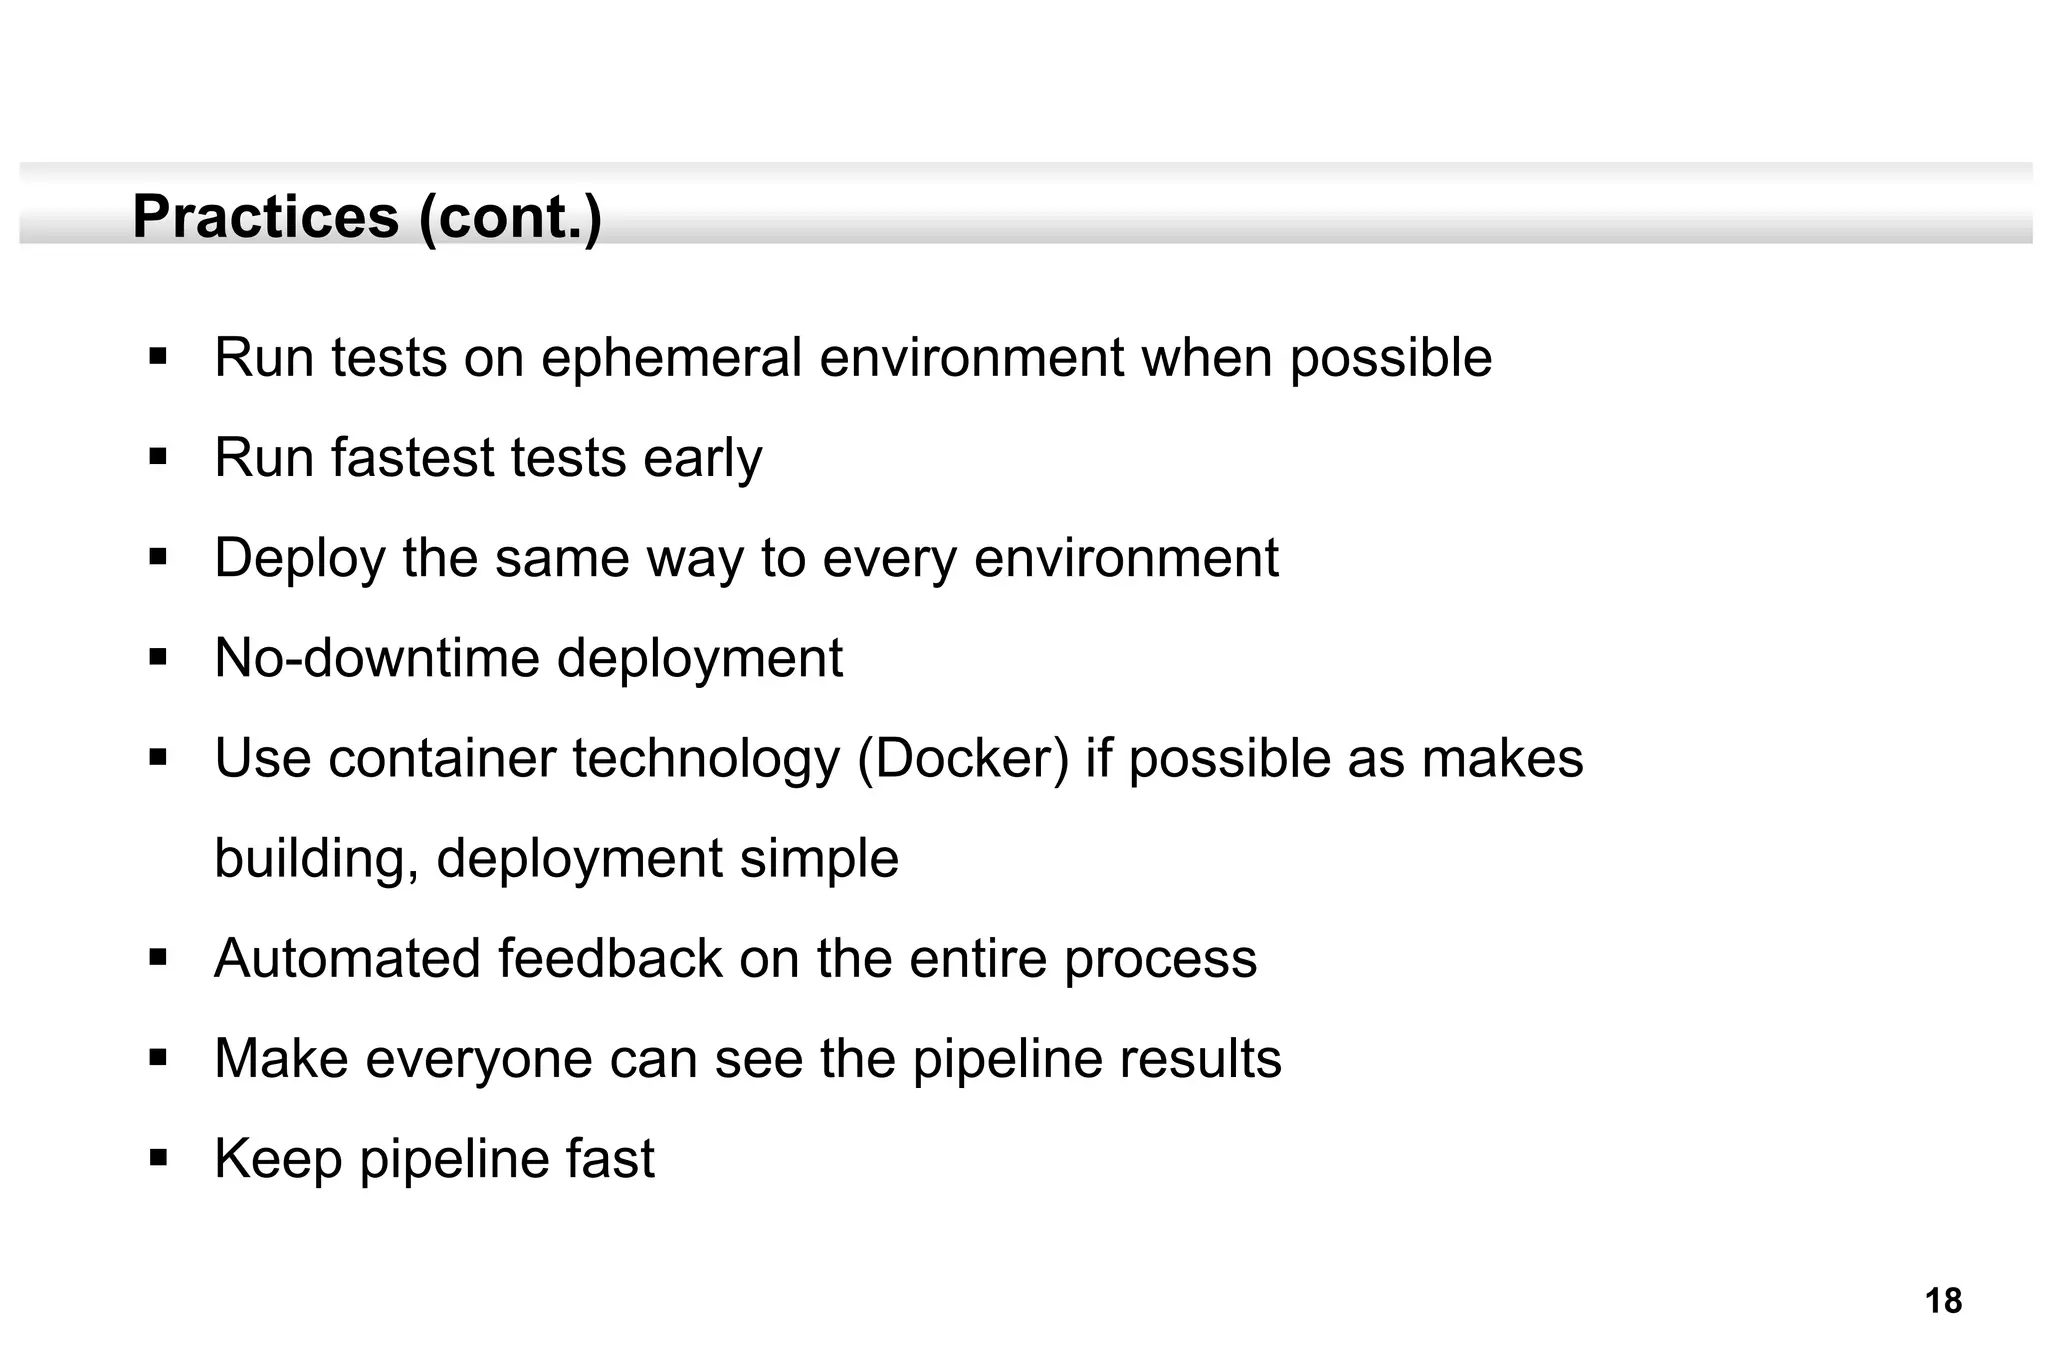 Practices (cont.)
▪ Run tests on ephemeral environment when possible
▪ Run fastest tests early
▪ Deploy the same way to every environment
▪ No-downtime deployment
▪ Use container technology (Docker) if possible as makes
building, deployment simple
▪ Automated feedback on the entire process
▪ Make everyone can see the pipeline results
▪ Keep pipeline fast
18